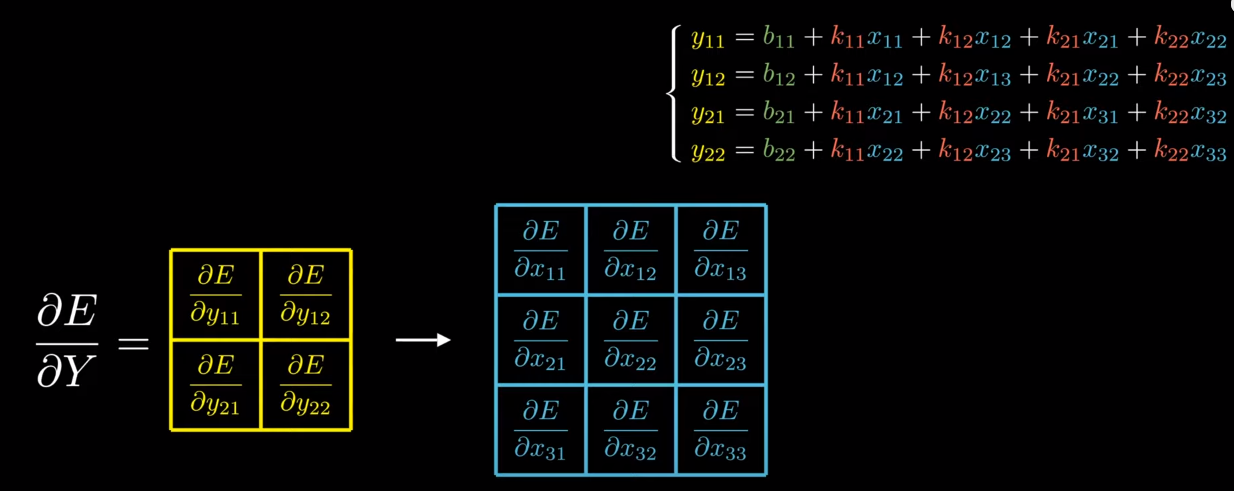 y₁₁ = b₁₁ + k₁₁x₁₁ + k₁₂x₁₂ + k₂₁x₂₁ + k₂₂x₂₂
y₁₂ = b₁₂ + k₁₁x₁₂ + k₁₂x₁₃ + k₂₁x₂₂ + k₂₂x₂₃
y₂₁ = b₂₁ + k₁₁x₂₁ + k₁₂x₂₂ + k₂₁x₃₁ + k₂₂x₃₂
y₂₂ = b₂₂ + k₁₁x₂₂ + k₁₂x₂₃ + k₂₁x₃₂ + k₂₂x₃₃
∂E/∂Y =
∂E/∂y₁₁ ∂E/∂y₁₂
∂E/∂y₂₁ ∂E/∂y₂₂
→
∂E/∂x₁₁ ∂E/∂x₁₂ ∂E/∂x₁₃
∂E/∂x₂₁ ∂E/∂x₂₂ ∂E/∂x₂₃
∂E/∂x₃₁ ∂E/∂x₃₂ ∂E/∂x₃₃